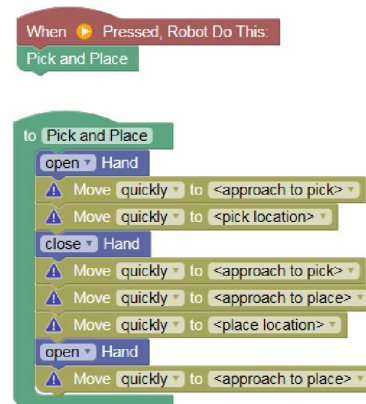 When Pressed, Robot Do This:
Pick and Place
to Pick and Place
open Hand
Move quickly to <approach to pick>
Move quickly to <pick location>
close Hand
Move quickly to <approach to pick>
Move quickly to <approach to place>
Move quickly to <place location>
open Hand
Move quickly to <approach to place>